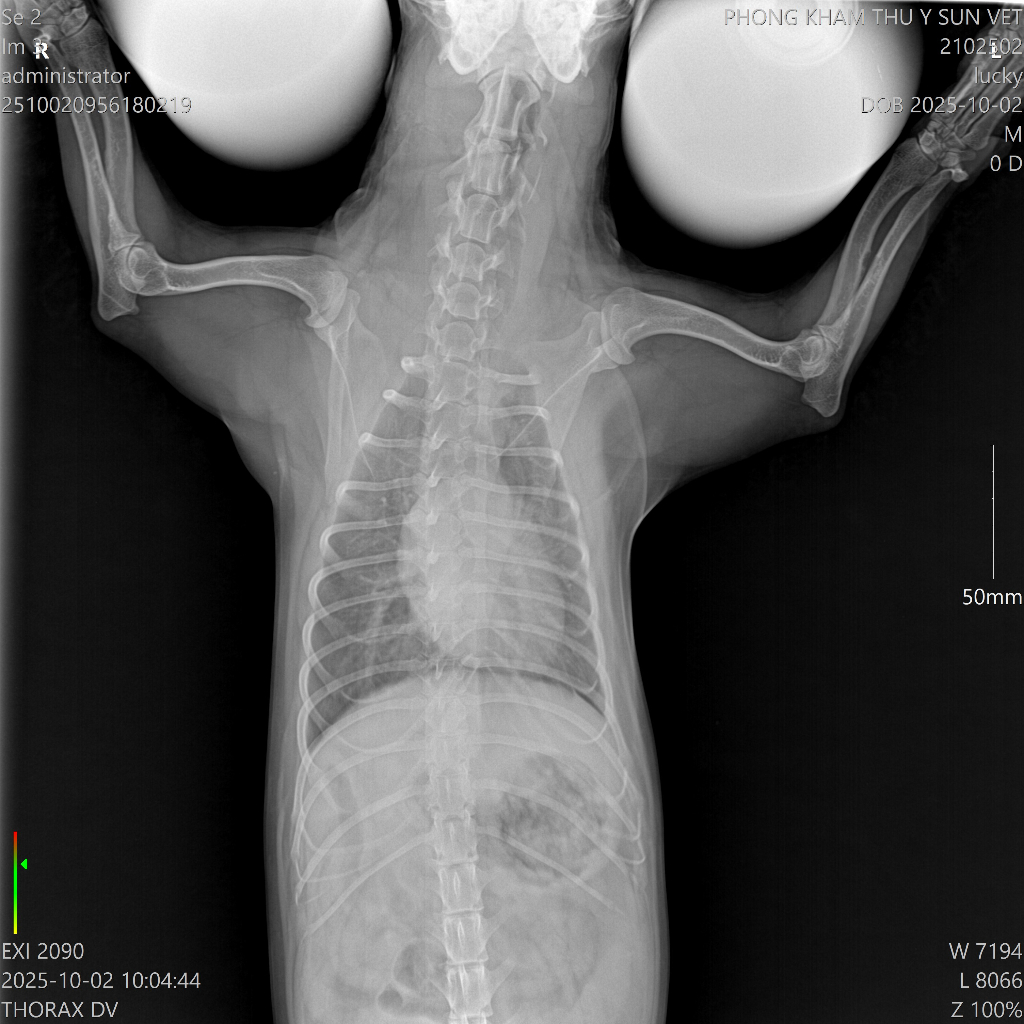 Se 2
Im
R
administrator
2510020956180219
PHONG KHAM THU Y SUN VET
2102502
L
lucky
DOB 2025-10-02
M
0 D
50mm
EXI 2090
2025-10-02 10:04:44
THORAX DV
W 7194
L 8066
Z 100%